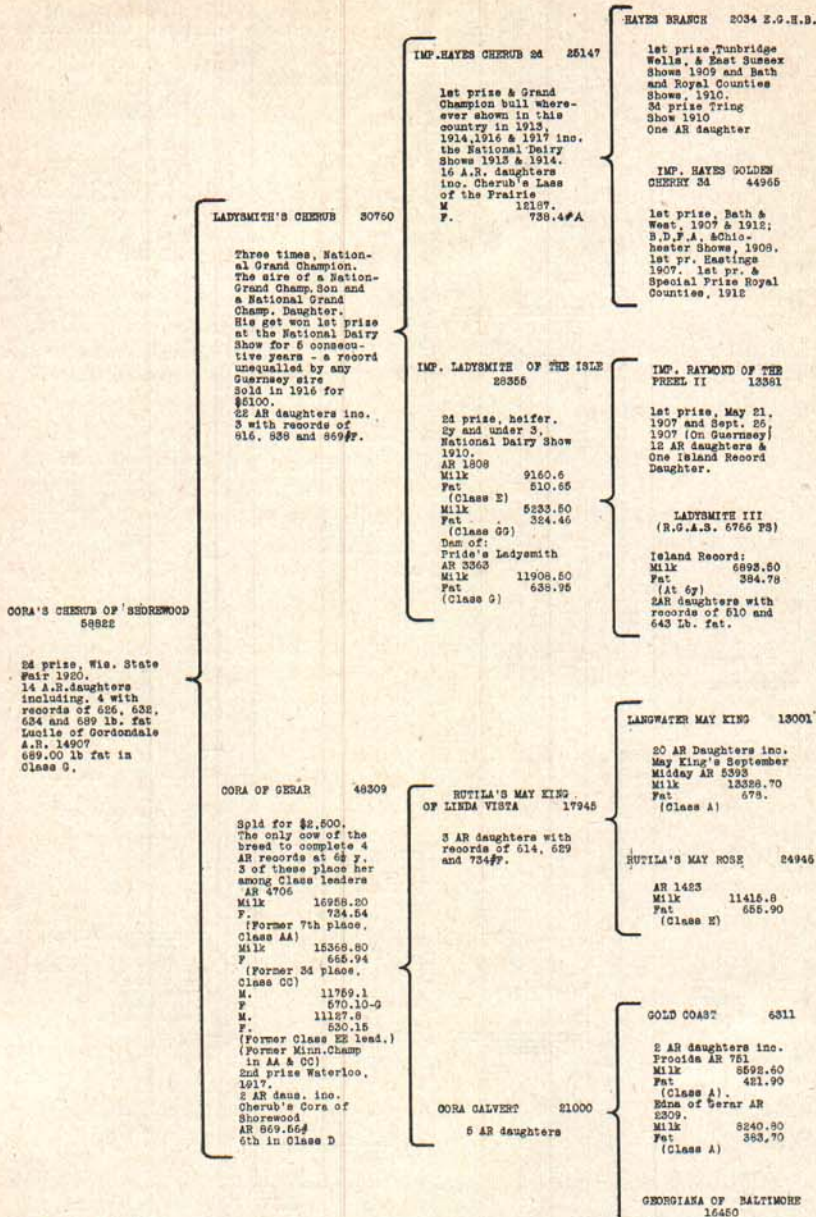 CORA'S CHERUB OF SHOREWOOD
58822
2d prize, Wis. State
Fair 1920.
14 A.R.daughters
including, 4 with
records of 626, 632,
634 and 689 lb. fat
Lucile of Gordondale
A.R. 14907
689.00 lb fat in
Class G.
LADYSMITH'S CHERUB 30760
Three times, Nation-
al Grand Champion.
The sire of a Nation-
Grand Champ. Son and
a National Grand
Champ. Daughter.
His get won 1st prize
at the National Dairy
Show for 5 consecu-
tive years - a record
unequalled by any
Guernsey sire
Sold in 1916 for
$5100.
22 AR daughters inc.
3 with records of
816, 838 and 869#F.
CORA OF GERAR 48309
Sold for $2,500.
The only cow of the
breed to complete 4
AR records at 6½ y.
3 of these place her
among Class leaders
AR 4706
Milk 16958.20
F. 734.54
(Former 7th place,
Class AA)
Milk 15368.80
F 665.94
(Former 3d place,
Class CC)
M. 11759.1
F 570.10-G
M. 11127.8
F. 530.15
(Former Class EE lead.)
(Former Minn.Champ
in AA & CC)
2nd prize Waterloo,
1917.
2 AR daus. inc.
Cherub's Cora of
Shorewood
AR 869.56#
6th in Class D
IMP.HAYES CHERUB 2d 25147
1st prize & Grand
Champion bull where-
ever shown in this
country in 1913,
1914,1916 & 1917 inc.
the National Dairy
Shows 1913 & 1914.
16 A.R. daughters
inc. Cherub's Lass
of the Prairie
M 12187.
F. 738.4#A
IMP. LADYSMITH OF THE ISLE
28355
2d prize, heifer.
2y and under 3,
National Dairy Show
1910.
AR 1808
Milk 9160.6
Fat 510.65
(Class E)
Milk 5233.50
Fat . 324.46
(Class GG)
Dam of:
Pride's Ladysmith
AR 3363
Milk 11908.50
Fat 638.95
(Class G)
RUTILA'S MAY KING
OF LINDA VISTA 17945
3 AR daughters with
records of 614, 629
and 734#F.
CORA CALVERT 21000
5 AR daughters
HAYES BRANCH 2034 E.G.H.B.
1st prize,Tunbridge
Wells, & East Sussex
Shows 1909 and Bath
and Royal Counties
Shows, 1910.
3d prize Tring
Show 1910
One AR daughter
IMP. HAYES GOLDEN
CHERRY 3d 44965
1st prize, Bath &
West, 1907 & 1912;
B,D,F,A, &Chic-
hester Shows, 1908.
1st pr. Hastings
1907. 1st pr. &
Special Prize Royal
Counties, 1912
IMP. RAYMOND OF THE
PREEL II 13381
1st prize, May 21,
1907 and Sept. 26,
1907 (On Guernsey)
12 AR daughters &
One Island Record
Daughter.
LADYSMITH III
(R.G.A.S. 6766 PS)
Island Record:
Milk 6893.50
Fat 384.78
(At 6y)
2AR daughters with
records of 510 and
643 Lb. fat.
LANGWATER MAY KING 13001
20 AR Daughters inc.
May King's September
Midday AR 5393
Milk 13328.70
Fat 678.
(Class A)
RUTILA'S MAY ROSE 24946
AR 1423
Milk 11415.8
Fat 655.90
(Class E)
GOLD COAST 6311
2 AR daughters inc.
Procida AR 751
Milk 8592.60
Fat 421.90
(Class A).
Edna of Gerar AR
2309.
Milk 8240.80
Fat 383,70
(Class A)
GEORGIANA OF BALTIMORE
16450